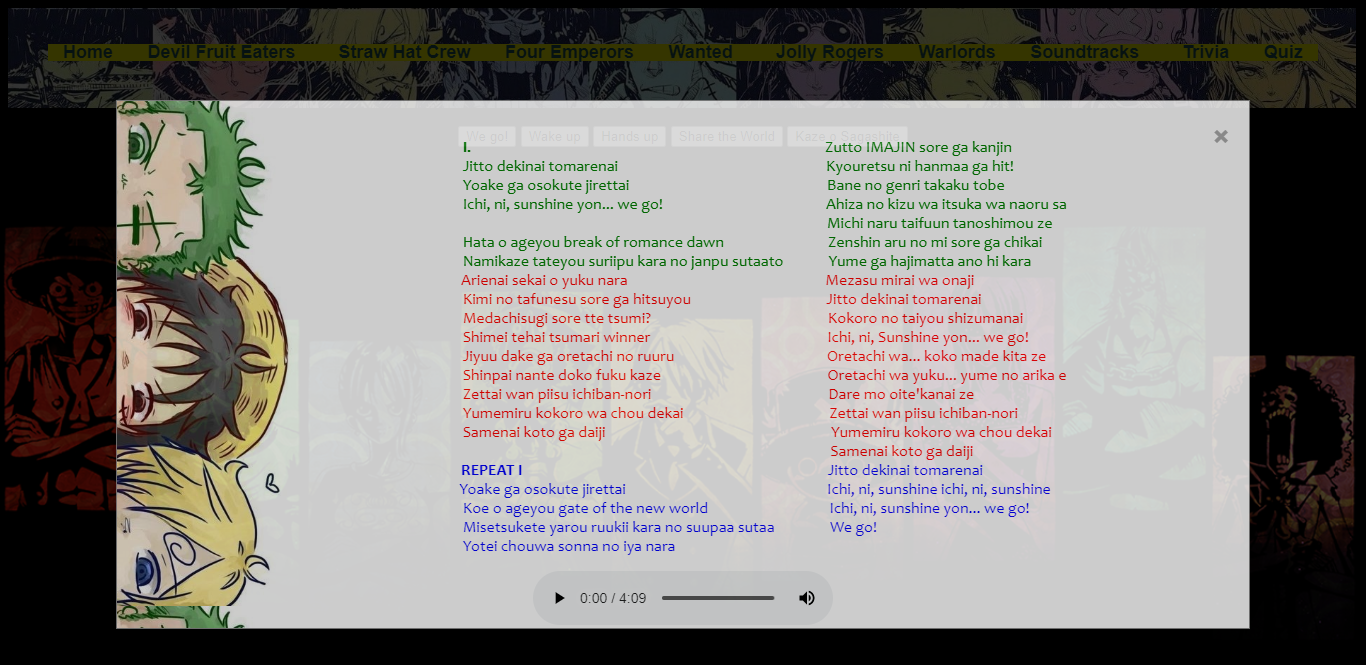 Home Devil Fruit Eaters Straw Hat Crew Four Emperors Wanted Jolly Rogers Warlords Soundtracks Trivia Quiz
We go! Wake up Hands up Share the World Kaze o Sagashite
×
I.
Jitto dekinai tomarenai
Yoake ga osokute jirettai
Ichi, ni, sunshine yon... we go!
Hata o ageyou break of romance dawn
Namikaze tateyou suriipu kara no janpu sutaato
Arienai sekai o yuku nara
Kimi no tafunesu sore ga hitsuyou
Medachisugi sore tte tsumi?
Shimei tehai tsumari winner
Jiyuu dake ga oretachi no ruuru
Shinpai nante doko fuku kaze
Zettai wan piisu ichiban-nori
Yumemiru kokoro wa chou dekai
Samenai koto ga daiji
REPEAT I
Yoake ga osokute jirettai
Koe o ageyou gate of the new world
Misetsukete yarou ruukii kara no suupaa sutaa
Yotei chouwa sonna no iya nara
Zutto IMAJIN sore ga kanjin
Kyouretsu ni hanmaa ga hit!
Bane no genri takaku tobe
Ahiza no kizu wa itsuka wa naoru sa
Michi naru taifuun tanoshimou ze
Zenshin aru no mi sore ga chikai
Yume ga hajimatta ano hi kara
Mezasu mirai wa onaji
Jitto dekinai tomarenai
Kokoro no taiyou shizumanai
Ichi, ni, Sunshine yon... we go!
Oretachi wa... koko made kita ze
Oretachi wa yuku... yume no arika e
Dare mo oite'kanai ze
Zettai wan piisu ichiban-nori
Yumemiru kokoro wa chou dekai
Samenai koto ga daiji
Jitto dekinai tomarenai
Ichi, ni, sunshine ichi, ni, sunshine
Ichi, ni, sunshine yon... we go!
We go!
0:00 / 4:09